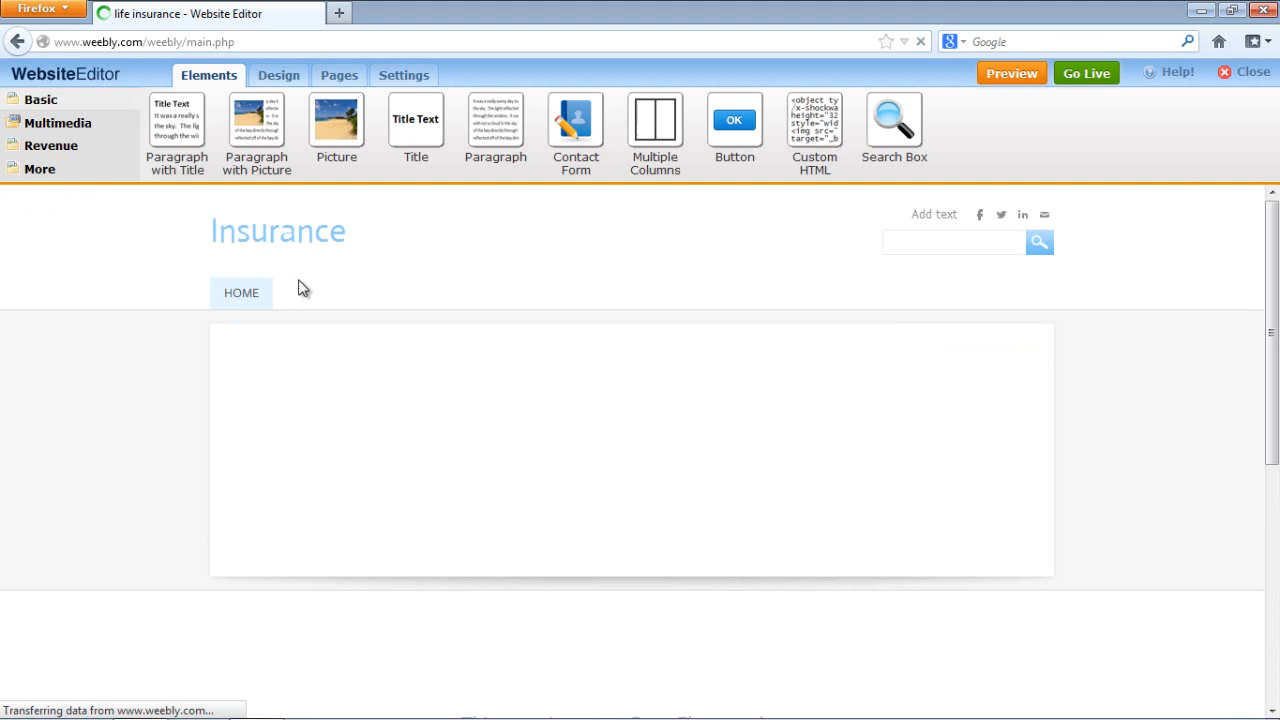 Firefox
life insurance - Website Editor
www.weebly.com/weebly/main.php
Google
WebsiteEditor
Elements
Design
Pages
Settings
Preview
Go Live
Help!
Close
Basic
Multimedia
Revenue
More
Title Text
Paragraph with Title
Paragraph with Picture
Picture
Title Text
Title
Paragraph
Contact Form
Multiple Columns
OK
Button
Custom HTML
Search Box
Insurance
Add text
HOME
Transferring data from www.weebly.com...